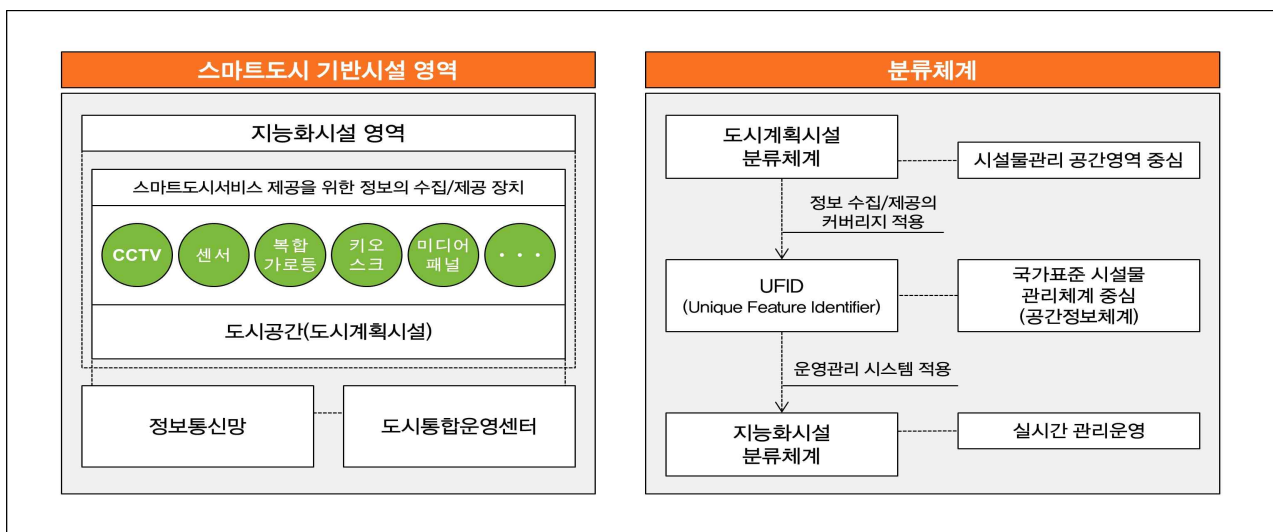 스마트도시 기반시설 영역
지능화시설 영역
스마트도시서비스 제공을 위한 정보의 수집/제공 장치
CCTV
센서
복합
가로등
키오
스크
미디어
패널
• • •
도시공간(도시계획시설)
정보통신망
도시통합운영센터
분류체계
도시계획시설
분류체계
시설물관리 공간영역 중심
정보 수집/제공의
커버리지 적용
UFID
(Unique Feature Identifier)
국가표준 시설물
관리체계 중심
(공간정보체계)
운영관리 시스템 적용
지능화시설
분류체계
실시간 관리운영